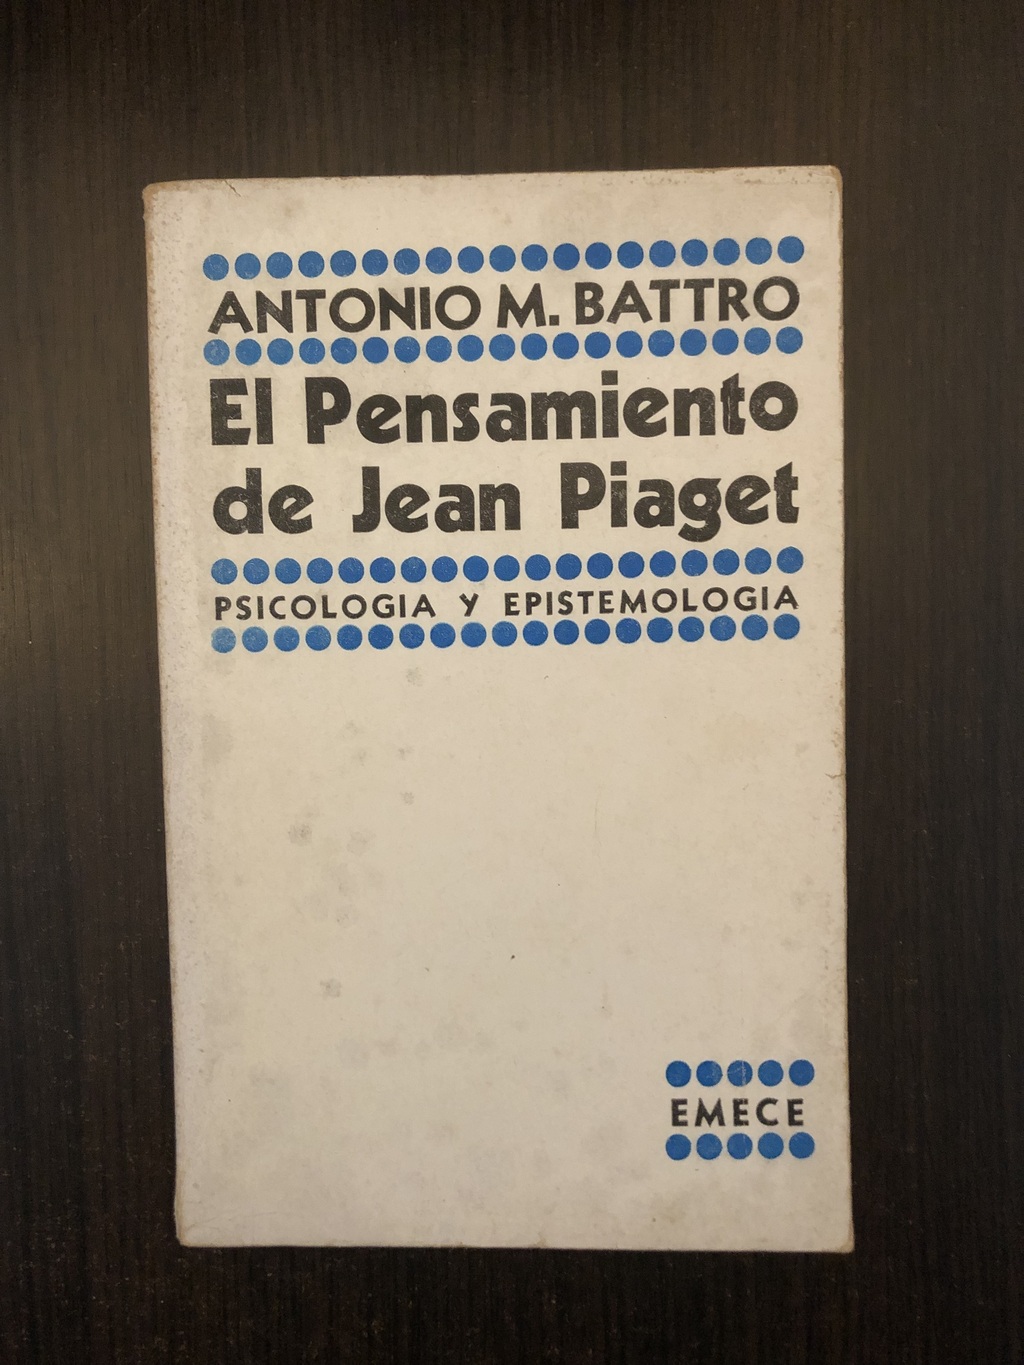 ANTONIO M. BATTRO
El Pensamiento
de Jean Piaget
PSICOLOGIA Y EPISTEMOLOGIA
EMECE